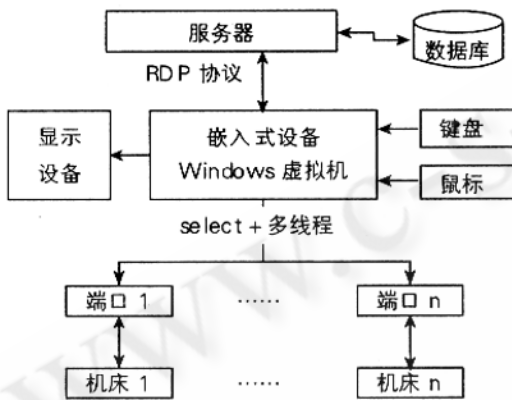 服务器
数据库
RDP 协议
显示
设备
嵌入式设备
Windows 虚拟机
键盘
鼠标
select + 多线程
端口 1
……
端口 n
机床 1
……
机床 n
www.c-s